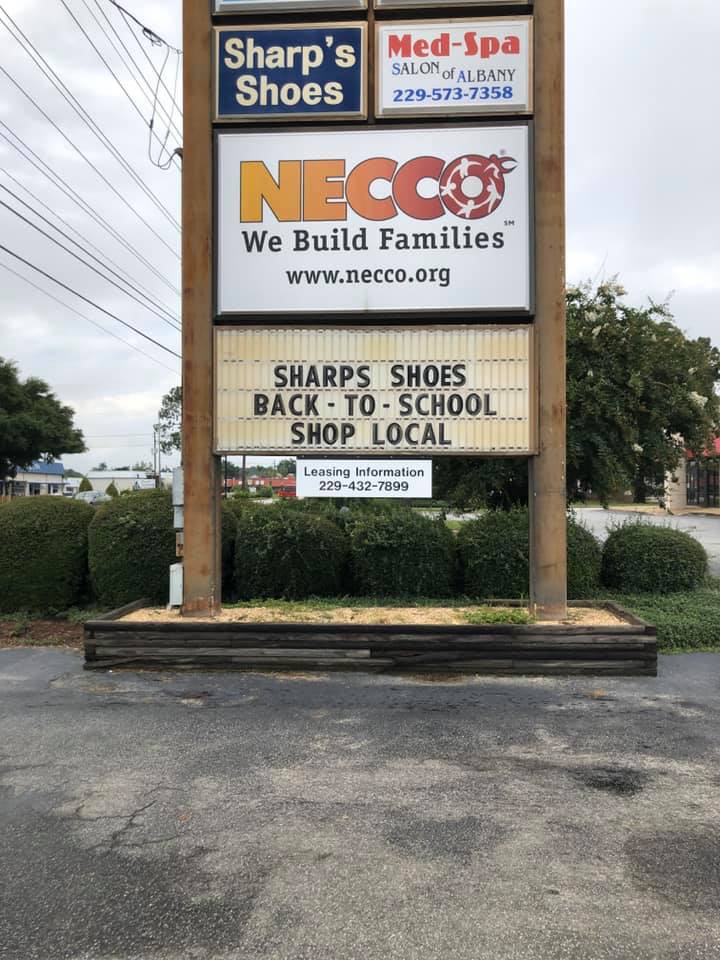 Sharp's
Shoes
Med-Spa
SALON of ALBANY
229-573-7358
NECCO
We Build Families SM
www.necco.org
SHARPS SHOES
BACK-TO-SCHOOL
SHOP LOCAL
Leasing Information
229-432-7899